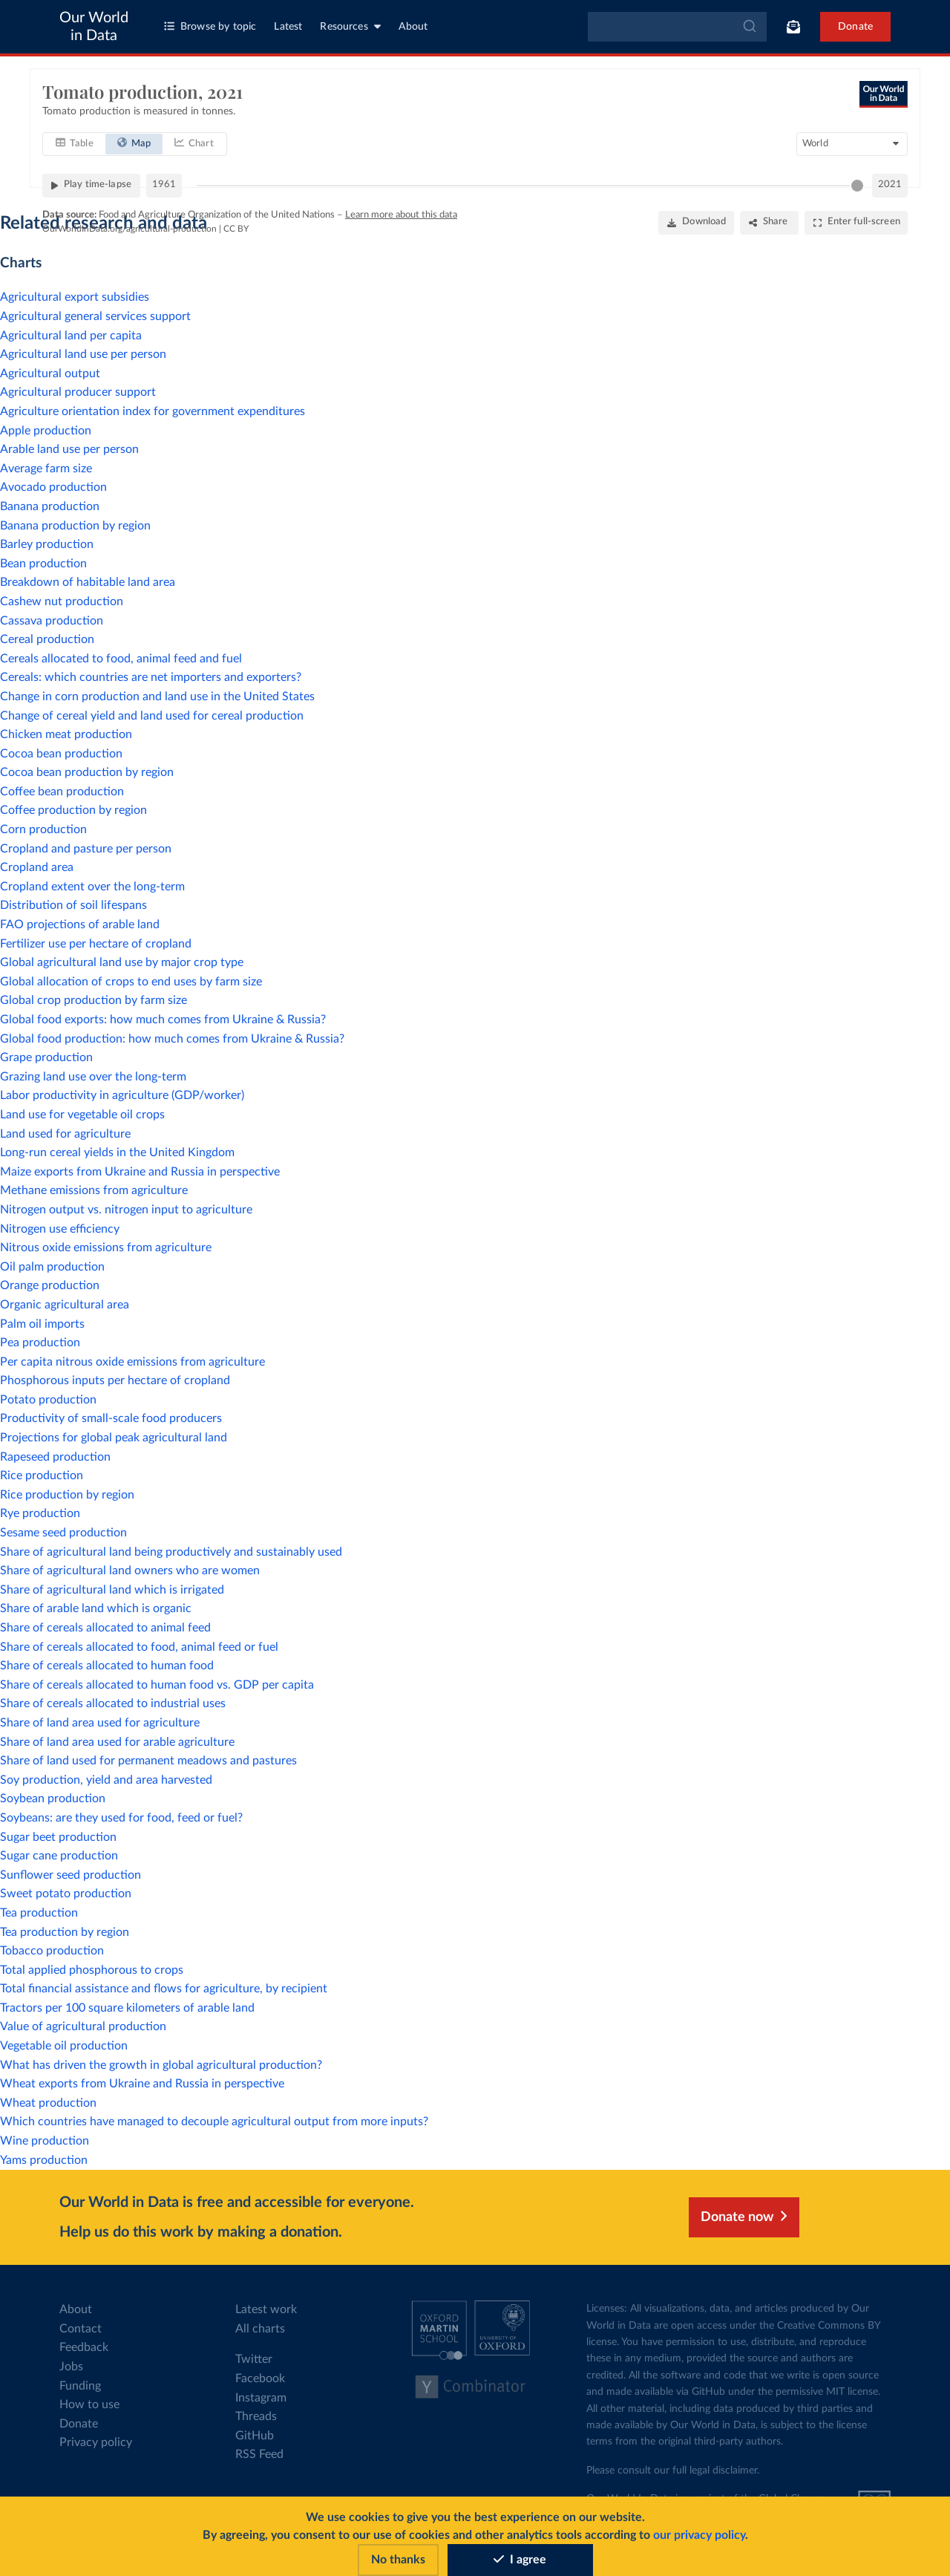 Our World
in Data
Browse by topic
Latest
Resources
About
Donate
Tomato production, 2021
Tomato production is measured in tonnes.
Our World
in Data
Table
Map
Chart
World
Play time-lapse
1961
2021
Data source: Food and Agriculture Organization of the United Nations – Learn more about this data
OurWorldInData.org/agricultural-production | CC BY
Download
Share
Enter full-screen
Related research and data
Charts
Agricultural export subsidies
Agricultural general services support
Agricultural land per capita
Agricultural land use per person
Agricultural output
Agricultural producer support
Agriculture orientation index for government expenditures
Apple production
Arable land use per person
Average farm size
Avocado production
Banana production
Banana production by region
Barley production
Bean production
Breakdown of habitable land area
Cashew nut production
Cassava production
Cereal production
Cereals allocated to food, animal feed and fuel
Cereals: which countries are net importers and exporters?
Change in corn production and land use in the United States
Change of cereal yield and land used for cereal production
Chicken meat production
Cocoa bean production
Cocoa bean production by region
Coffee bean production
Coffee production by region
Corn production
Cropland and pasture per person
Cropland area
Cropland extent over the long-term
Distribution of soil lifespans
FAO projections of arable land
Fertilizer use per hectare of cropland
Global agricultural land use by major crop type
Global allocation of crops to end uses by farm size
Global crop production by farm size
Global food exports: how much comes from Ukraine & Russia?
Global food production: how much comes from Ukraine & Russia?
Grape production
Grazing land use over the long-term
Labor productivity in agriculture (GDP/worker)
Land use for vegetable oil crops
Land used for agriculture
Long-run cereal yields in the United Kingdom
Maize exports from Ukraine and Russia in perspective
Methane emissions from agriculture
Nitrogen output vs. nitrogen input to agriculture
Nitrogen use efficiency
Nitrous oxide emissions from agriculture
Oil palm production
Orange production
Organic agricultural area
Palm oil imports
Pea production
Per capita nitrous oxide emissions from agriculture
Phosphorous inputs per hectare of cropland
Potato production
Productivity of small-scale food producers
Projections for global peak agricultural land
Rapeseed production
Rice production
Rice production by region
Rye production
Sesame seed production
Share of agricultural land being productively and sustainably used
Share of agricultural land owners who are women
Share of agricultural land which is irrigated
Share of arable land which is organic
Share of cereals allocated to animal feed
Share of cereals allocated to food, animal feed or fuel
Share of cereals allocated to human food
Share of cereals allocated to human food vs. GDP per capita
Share of cereals allocated to industrial uses
Share of land area used for agriculture
Share of land area used for arable agriculture
Share of land used for permanent meadows and pastures
Soy production, yield and area harvested
Soybean production
Soybeans: are they used for food, feed or fuel?
Sugar beet production
Sugar cane production
Sunflower seed production
Sweet potato production
Tea production
Tea production by region
Tobacco production
Total applied phosphorous to crops
Total financial assistance and flows for agriculture, by recipient
Tractors per 100 square kilometers of arable land
Value of agricultural production
Vegetable oil production
What has driven the growth in global agricultural production?
Wheat exports from Ukraine and Russia in perspective
Wheat production
Which countries have managed to decouple agricultural output from more inputs?
Wine production
Yams production
Our World in Data is free and accessible for everyone.
Help us do this work by making a donation.
Donate now
About
Contact
Feedback
Jobs
Funding
How to use
Donate
Privacy policy
Latest work
All charts
Twitter
Facebook
Instagram
Threads
GitHub
RSS Feed
OXFORD
MARTIN
SCHOOL
UNIVERSITY OF
OXFORD
Y Combinator
Licenses: All visualizations, data, and articles produced by Our
World in Data are open access under the Creative Commons BY
license. You have permission to use, distribute, and reproduce
these in any medium, provided the source and authors are
credited. All the software and code that we write is open source
and made available via GitHub under the permissive MIT license.
All other material, including data produced by third parties and
made available by Our World in Data, is subject to the license
terms from the original third-party authors.
Please consult our full legal disclaimer.
We use cookies to give you the best experience on our website.
By agreeing, you consent to our use of cookies and other analytics tools according to our privacy policy.
No thanks
I agree